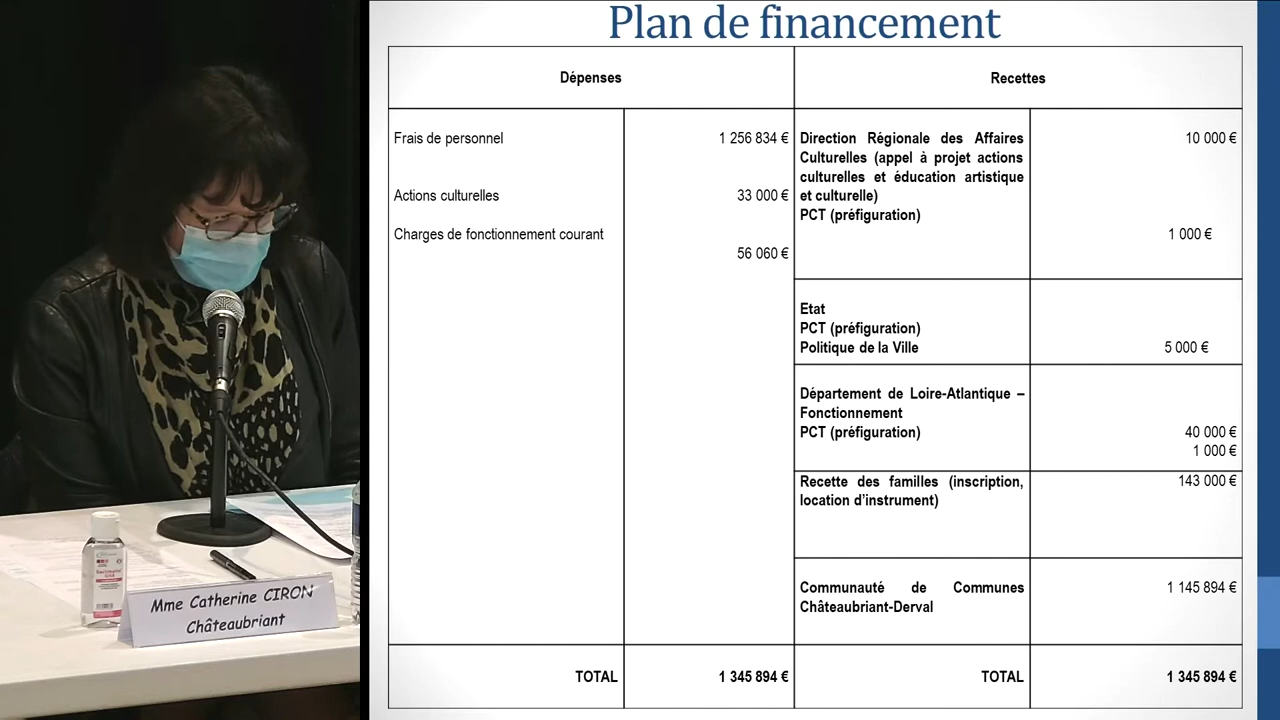 Plan de financement
Dépenses
Recettes
Frais de personnel
1 256 834 €
Actions culturelles
33 000 €
Charges de fonctionnement courant
56 060 €
Direction Régionale des Affaires
Culturelles (appel à projet actions
culturelles et éducation artistique
et culturelle)
PCT (préfiguration)
10 000 €
1 000 €
Etat
PCT (préfiguration)
Politique de la Ville
5 000 €
Département de Loire-Atlantique –
Fonctionnement
PCT (préfiguration)
40 000 €
1 000 €
Recette des familles (inscription,
location d'instrument)
143 000 €
Communauté de Communes
Châteaubriant-Derval
1 145 894 €
TOTAL
1 345 894 €
TOTAL
1 345 894 €
Mme Catherine CIRON
Châteaubriant